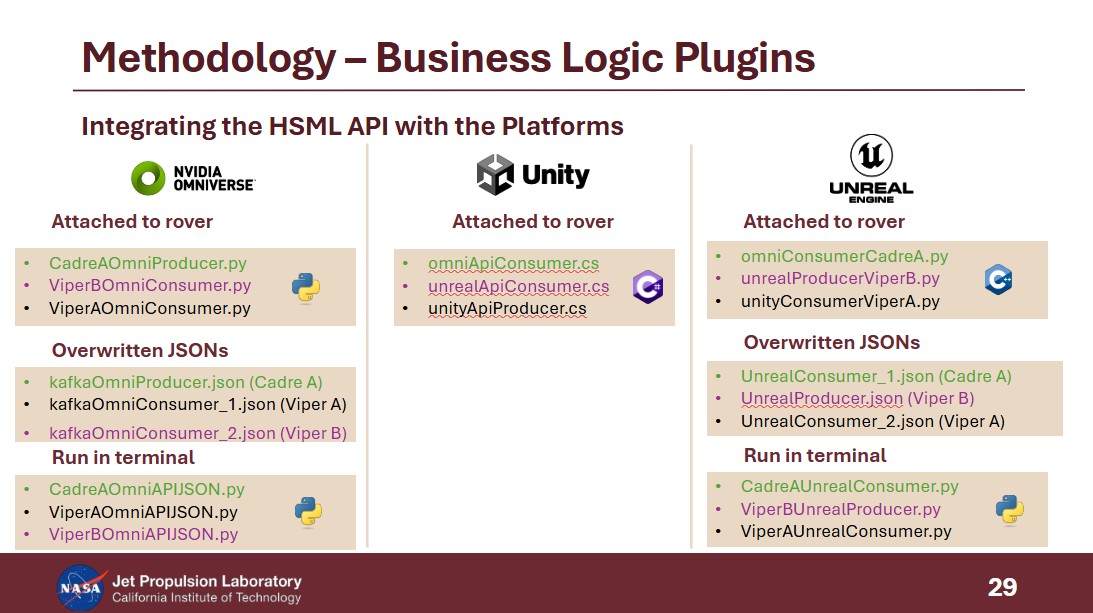 Methodology – Business Logic Plugins
Integrating the HSML API with the Platforms
NVIDIA
OMNIVERSE
Attached to rover
• CadreAOmniProducer.py
• ViperBOmniConsumer.py
• ViperAOmniConsumer.py
Overwritten JSONs
• kafkaOmniProducer.json (Cadre A)
• kafkaOmniConsumer_1.json (Viper A)
• kafkaOmniConsumer_2.json (Viper B)
Run in terminal
• CadreAOmniAPIJSON.py
• ViperAOmniAPIJSON.py
• ViperBOmniAPIJSON.py
Unity
Attached to rover
• omniApiConsumer.cs
• unrealApiConsumer.cs
• unityApiProducer.cs
C#
UNREAL
ENGINE
Attached to rover
• omniConsumerCadreA.py
• unrealProducerViperB.py
• unityConsumerViperA.py
C++
Overwritten JSONs
• UnrealConsumer_1.json (Cadre A)
• UnrealProducer.json (Viper B)
• UnrealConsumer_2.json (Viper A)
Run in terminal
• CadreAUnrealConsumer.py
• ViperBUnrealProducer.py
• ViperAUnrealConsumer.py
NASA
Jet Propulsion Laboratory
California Institute of Technology
29